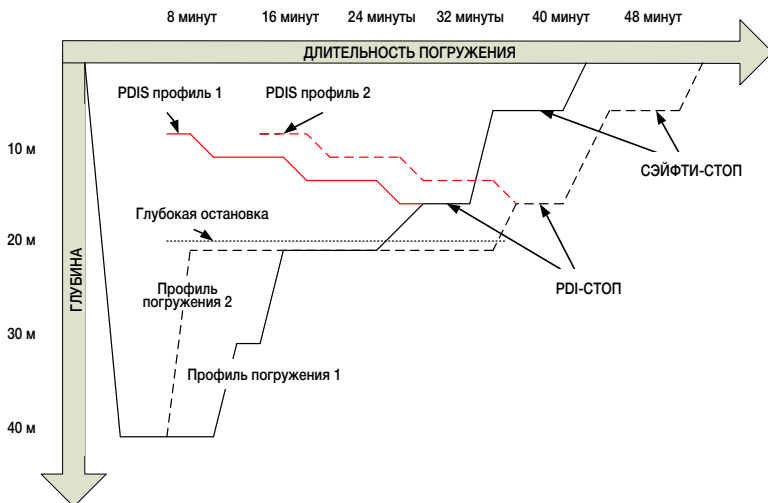 8 минут 16 минут 24 минуты 32 минуты 40 минут 48 минут
ДЛИТЕЛЬНОСТЬ ПОГРУЖЕНИЯ
PDIS профиль 1 PDIS профиль 2
10 м
СЭЙФТИ-СТОП
Глубокая остановка
20 м
ГЛУБИНА
Профиль
погружения 2
PDI-СТОП
30 м
Профиль погружения 1
40 м